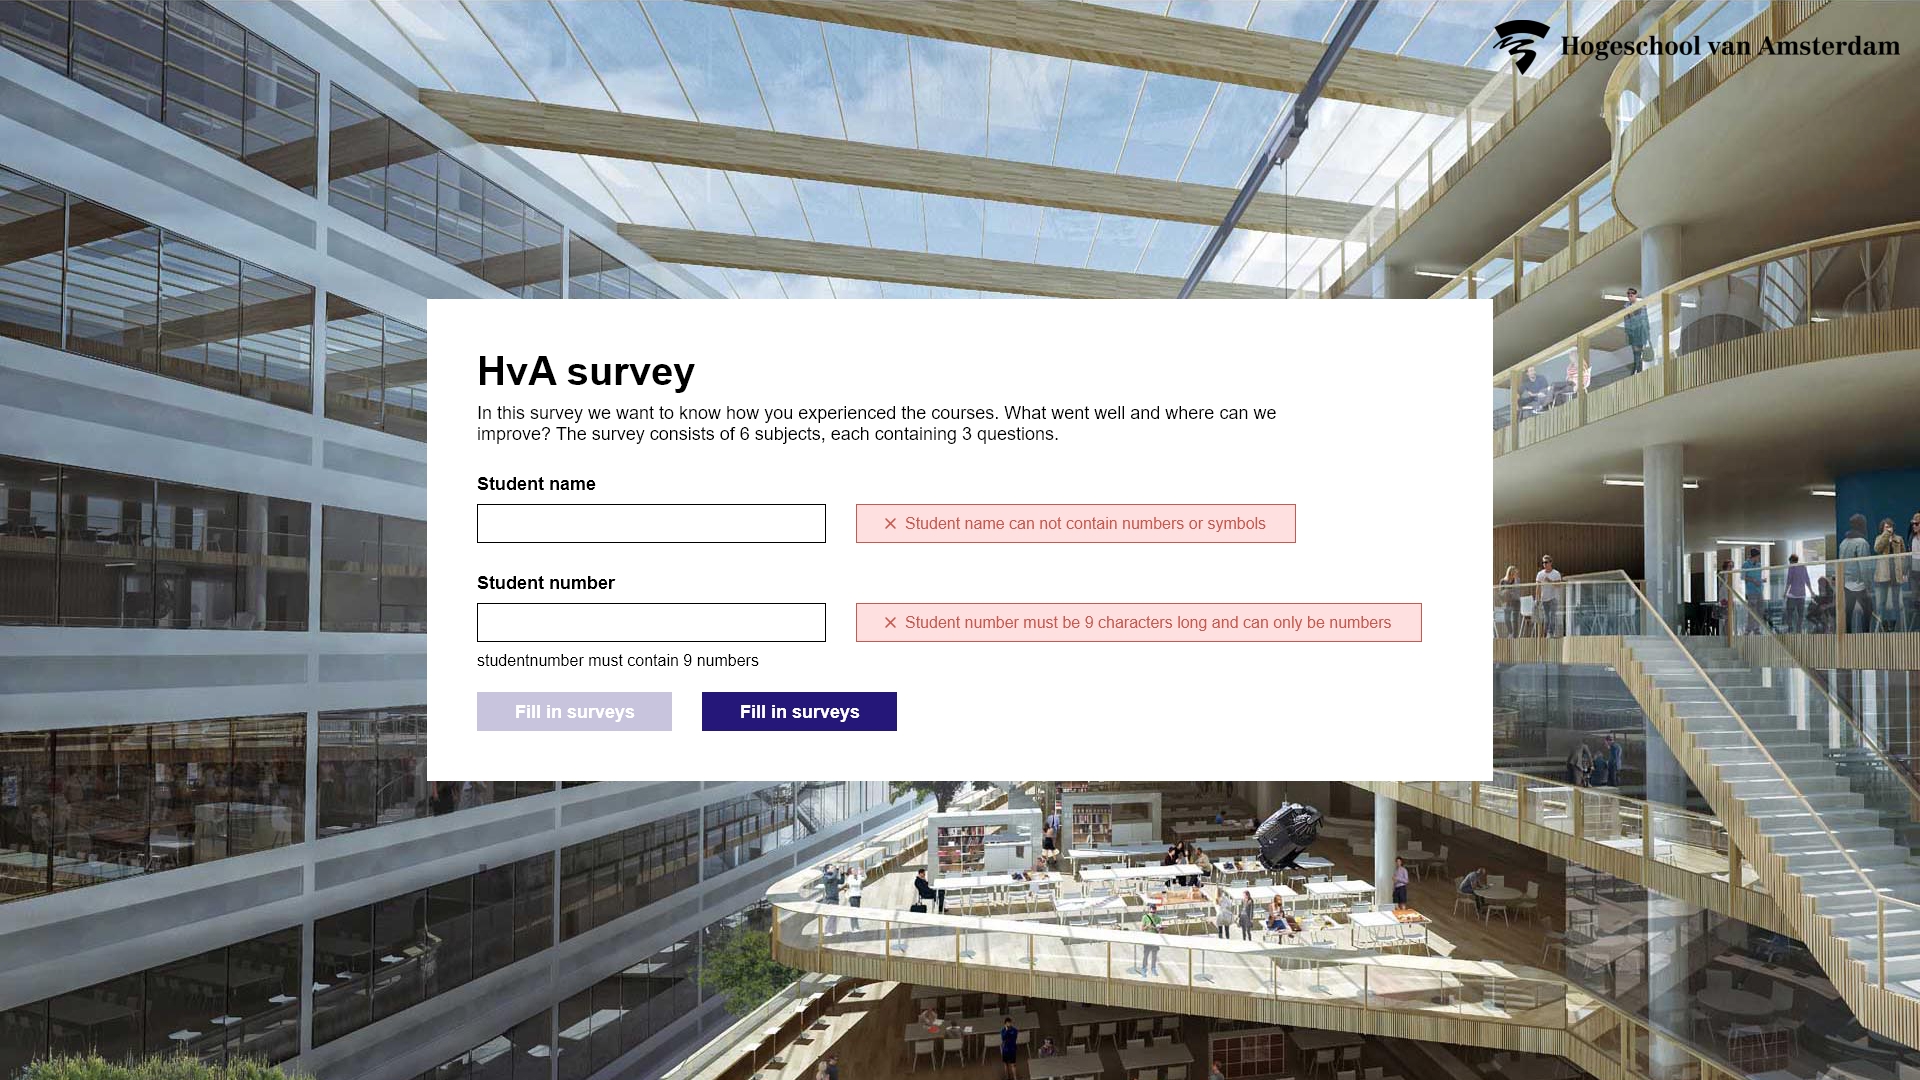 Hogeschool van Amsterdam
HvA survey
In this survey we want to know how you experienced the courses. What went well and where can we
improve? The survey consists of 6 subjects, each containing 3 questions.
Student name
Student name can not contain numbers or symbols
Student number
Student number must be 9 characters long and can only be numbers
studentnumber must contain 9 numbers
Fill in surveys Fill in surveys